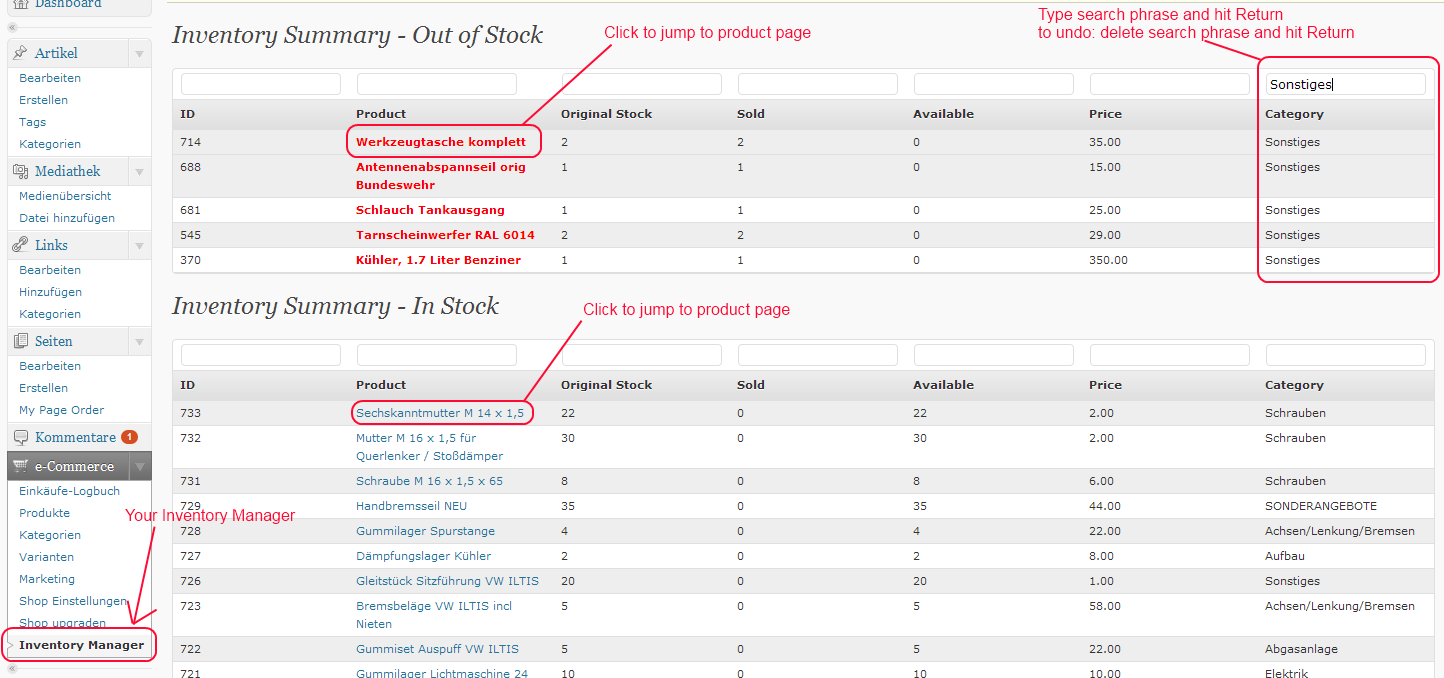 Dashboard
Artikel
Bearbeiten
Erstellen
Tags
Kategorien
Mediathek
Medienübersicht
Datei hinzufügen
Links
Bearbeiten
Hinzufügen
Kategorien
Seiten
Bearbeiten
Erstellen
My Page Order
Kommentare 1
e-Commerce
Einkäufe-Logbuch
Produkte
Kategorien
Varianten
Marketing
Shop Einstellungen
Shop upgraden
Inventory Manager
Your Inventory Manager
Type search phrase and hit Return
to undo: delete search phrase and hit Return
Inventory Summary - Out of Stock
Click to jump to product page
Sonstiges
ID Product Original Stock Sold Available Price Category
714 Werkzeugtasche komplett 2 2 0 35.00 Sonstiges
688 Antennenabspannseil orig 1 1 0 15.00 Sonstiges
Bundeswehr
681 Schlauch Tankausgang 1 1 0 25.00 Sonstiges
545 Tarnscheinwerfer RAL 6014 2 2 0 29.00 Sonstiges
370 Kühler, 1.7 Liter Benziner 1 1 0 350.00 Sonstiges
Inventory Summary - In Stock
Click to jump to product page
ID Product Original Stock Sold Available Price Category
733 Sechskanntmutter M 14 x 1,5 22 0 22 2.00 Schrauben
732 Mutter M 16 x 1,5 für 30 0 30 2.00 Schrauben
Querlenker / Stoßdämper
731 Schraube M 16 x 1,5 x 65 8 0 8 6.00 Schrauben
729 Handbremsseil NEU 35 0 35 44.00 SONDERANGEBOTE
728 Gummilager Spurstange 4 0 4 22.00 Achsen/Lenkung/Bremsen
727 Dämpfungslager Kühler 2 0 2 8.00 Aufbau
726 Gleitstück Sitzführung VW ILTIS 20 0 20 1.00 Sonstiges
723 Bremsbeläge VW ILTIS incl 5 0 5 58.00 Achsen/Lenkung/Bremsen
Nieten
722 Gummiset Auspuff VW ILTIS 5 0 5 22.00 Abgasanlage
721 Gummilager Lichtmaschine 24 10 0 10 10.00 Elektrik